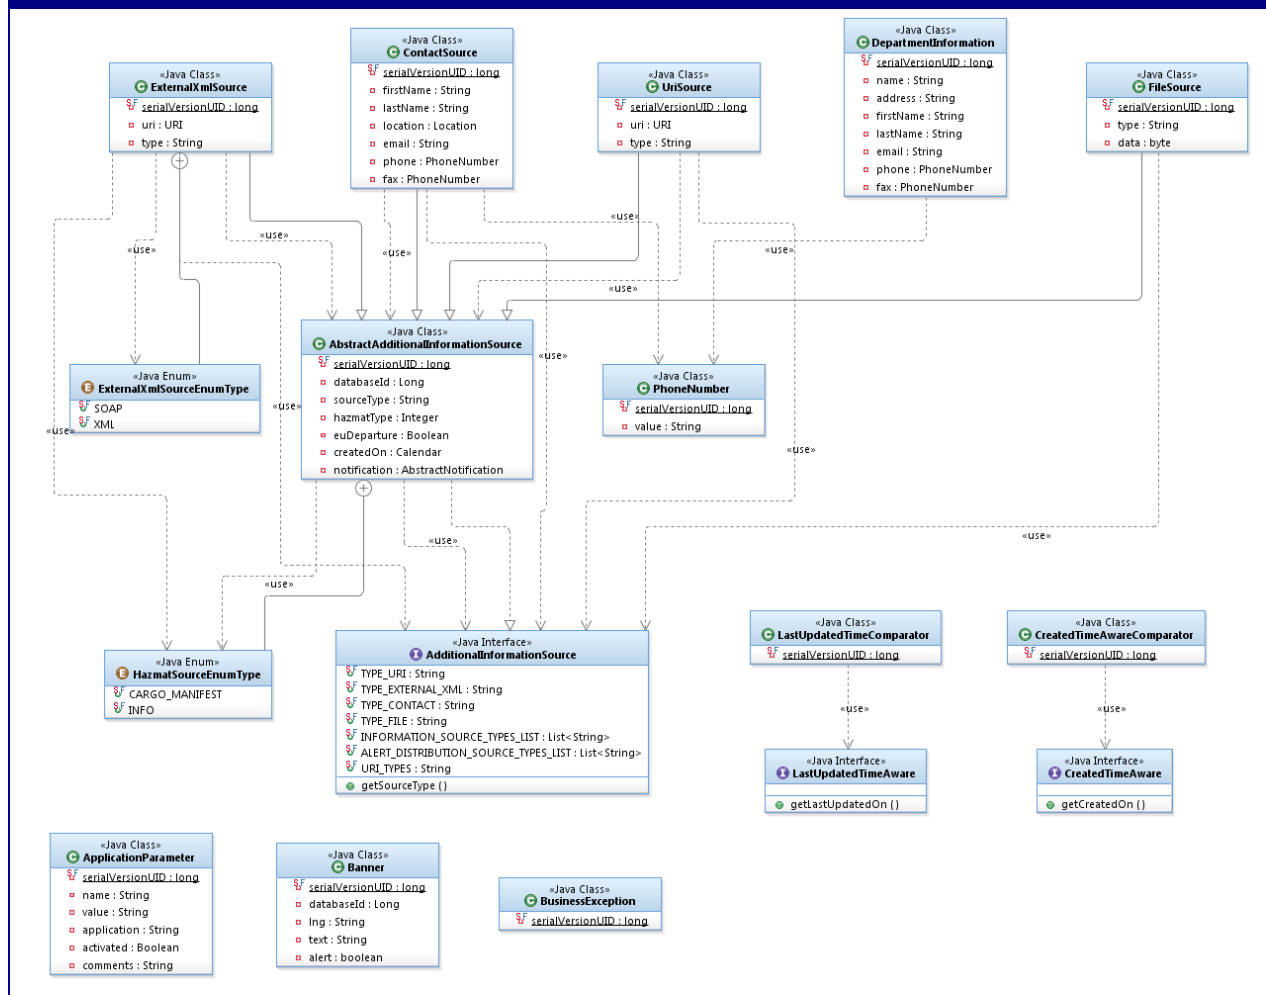 «Java Class»
ExternalXmlSource
serialVersionUID : long
uri : URI
type : String
«Java Class»
ContactSource
serialVersionUID : long
firstName : String
lastName : String
location : Location
email : String
phone : PhoneNumber
fax : PhoneNumber
«Java Class»
UriSource
serialVersionUID : long
uri : URI
type : String
«Java Class»
DepartmentInformation
serialVersionUID : long
name : String
address : String
firstName : String
lastName : String
email : String
phone : PhoneNumber
fax : PhoneNumber
«Java Class»
FileSource
serialVersionUID : long
type : String
data : byte
«use»
«use»
«use»
«use»
«use»
«use»
«use»
«Java Class»
AbstractAdditionalInformationSource
serialVersionUID : long
databaseId : Long
sourceType : String
hazmatType : Integer
euDeparture : Boolean
createdOn : Calendar
notification : AbstractNotification
«use»
«Java Enum»
ExternalXmlSourceEnumType
SOAP
XML
«use»
«use»
«Java Class»
PhoneNumber
serialVersionUID : long
value : String
«use»
«use»
«use»
«use»
«Java Enum»
HazmatSourceEnumType
CARGO_MANIFEST
INFO
«Java Interface»
AdditionalInformationSource
TYPE_URI : String
TYPE_EXTERNAL_XML : String
TYPE_CONTACT : String
TYPE_FILE : String
INFORMATION_SOURCE_TYPES_LIST : List<String>
ALERT_DISTRIBUTION_SOURCE_TYPES_LIST : List<String>
URI_TYPES : String
getSourceType ( )
«Java Class»
LastUpdatedTimeComparator
serialVersionUID : long
«use»
«Java Interface»
LastUpdatedTimeAware
getLastUpdatedOn ( )
«Java Class»
CreatedTimeAwareComparator
serialVersionUID : long
«use»
«Java Interface»
CreatedTimeAware
getCreatedOn ( )
«Java Class»
ApplicationParameter
serialVersionUID : long
name : String
value : String
application : String
activated : Boolean
comments : String
«Java Class»
Banner
serialVersionUID : long
databaseId : Long
lng : String
text : String
alert : boolean
«Java Class»
BusinessException
serialVersionUID : long